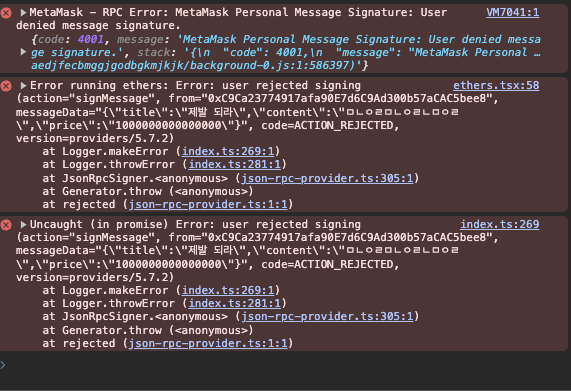 MetaMask - RPC Error: MetaMask Personal Message Signature: User VM7041:1
denied message signature.
{code: 4001, message: 'MetaMask Personal Message Signature: User denied messa
ge signature.', stack: '{\n "code": 4001,\n "message": "MetaMask Personal …
aedjfecbmggjgodbgkmjkjk/background-0.js:1:586397)'}
Error running ethers: Error: user rejected signing ethers.tsx:58
(action="signMessage", from="0xC9Ca23774917afa90E7d6C9Ad300b57aCAC5bee8",
messageData="{\"title\":\"제발 되라\",\"content\":\"ㅁㄴㅇㄹㅁㄴㅇㄹㄴㅁㅇㄹ
\",\"price\":\"1000000000000000\"}", code=ACTION_REJECTED,
version=providers/5.7.2)
at Logger.makeError (index.ts:269:1)
at Logger.throwError (index.ts:281:1)
at JsonRpcSigner.<anonymous> (json-rpc-provider.ts:305:1)
at Generator.throw (<anonymous>)
at rejected (json-rpc-provider.ts:1:1)
Uncaught (in promise) Error: user rejected signing index.ts:269
(action="signMessage", from="0xC9Ca23774917afa90E7d6C9Ad300b57aCAC5bee8",
messageData="{\"title\":\"제발 되라\",\"content\":\"ㅁㄴㅇㄹㅁㄴㅇㄹㄴㅁㅇㄹ
\",\"price\":\"1000000000000000\"}", code=ACTION_REJECTED,
version=providers/5.7.2)
at Logger.makeError (index.ts:269:1)
at Logger.throwError (index.ts:281:1)
at JsonRpcSigner.<anonymous> (json-rpc-provider.ts:305:1)
at Generator.throw (<anonymous>)
at rejected (json-rpc-provider.ts:1:1)